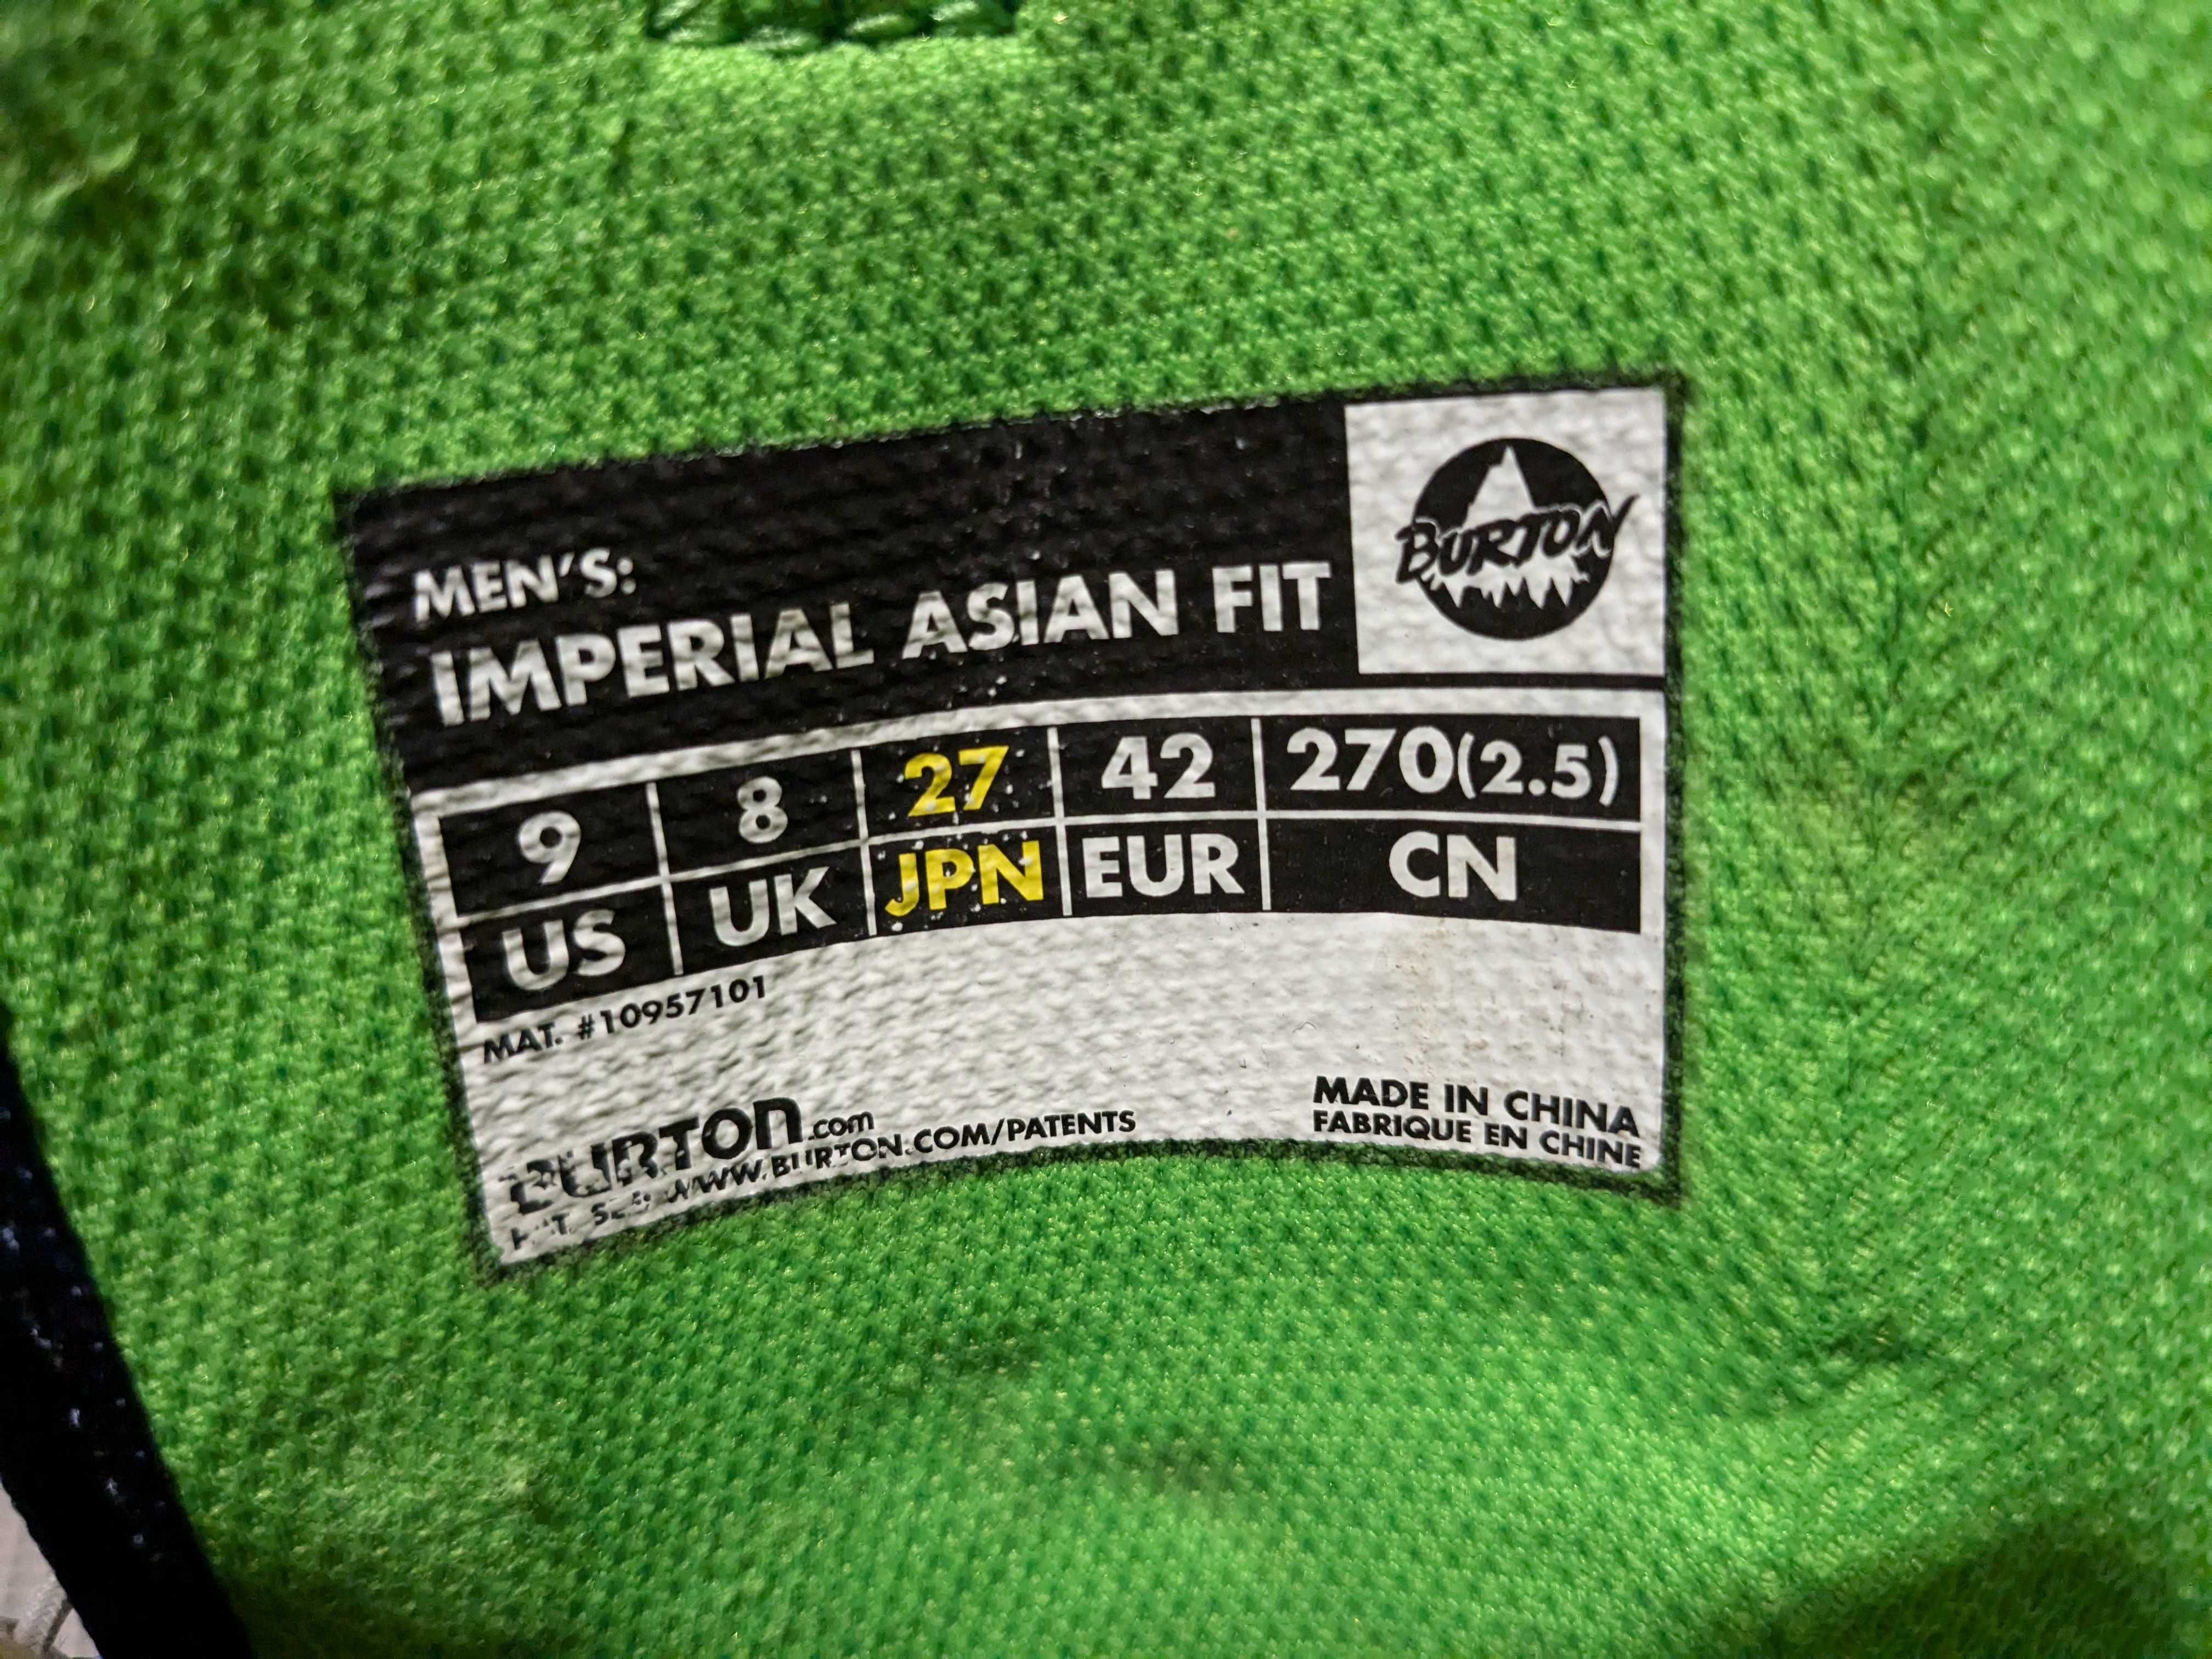 BURTON
MEN'S:
IMPERIAL ASIAN FIT
9 8 27 42 270(2.5)
US UK JPN EUR CN
MAT. #10957101
BURTON.com
WWW.BURTON.COM/PATENTS
MADE IN CHINA
FABRIQUE EN CHINE